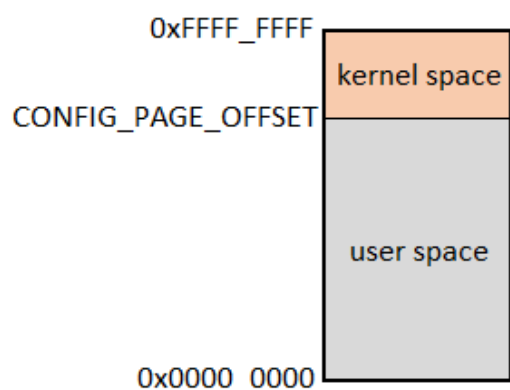 0xFFFF_FFFF
kernel space
CONFIG_PAGE_OFFSET
user space
0x0000_0000